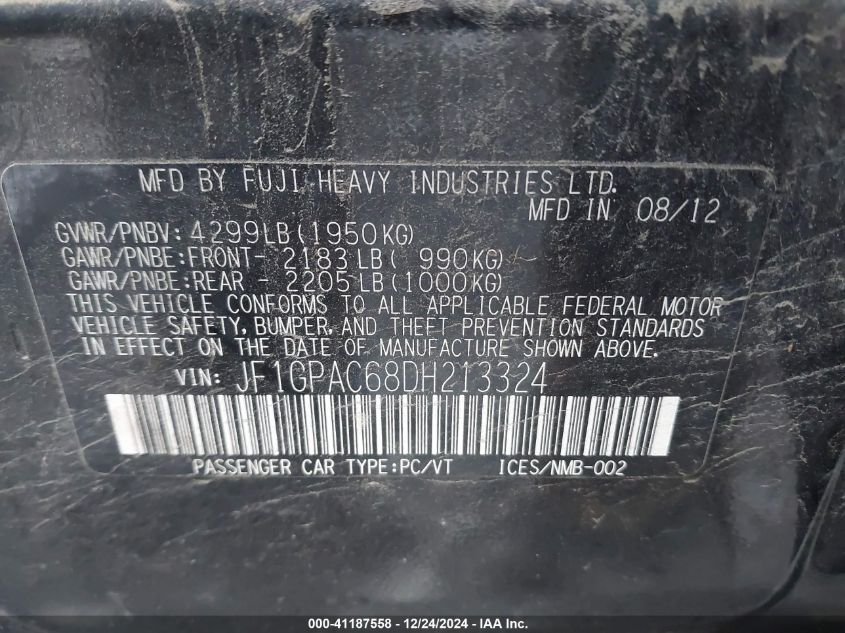 MFD BY FUJI HEAVY INDUSTRIES LTD.
MFD IN 08/12
GVWR/PNBV: 4299LB(1950KG)
GAWR/PNBE:FRONT- 2183LB( 990KG)
GAWR/PNBE:REAR - 2205LB(1000KG)
THIS VEHICLE CONFORMS TO ALL APPLICABLE FEDERAL MOTOR
VEHICLE SAFETY, BUMPER, AND THEFT PREVENTION STANDARDS
IN EFFECT ON THE DATE OF MANUFACTURE SHOWN ABOVE.
VIN: JF1GPAC68DH213324
PASSENGER CAR TYPE:PC/VT ICES/NMB-002
000-41187558 - 12/24/2024 - IAA Inc.